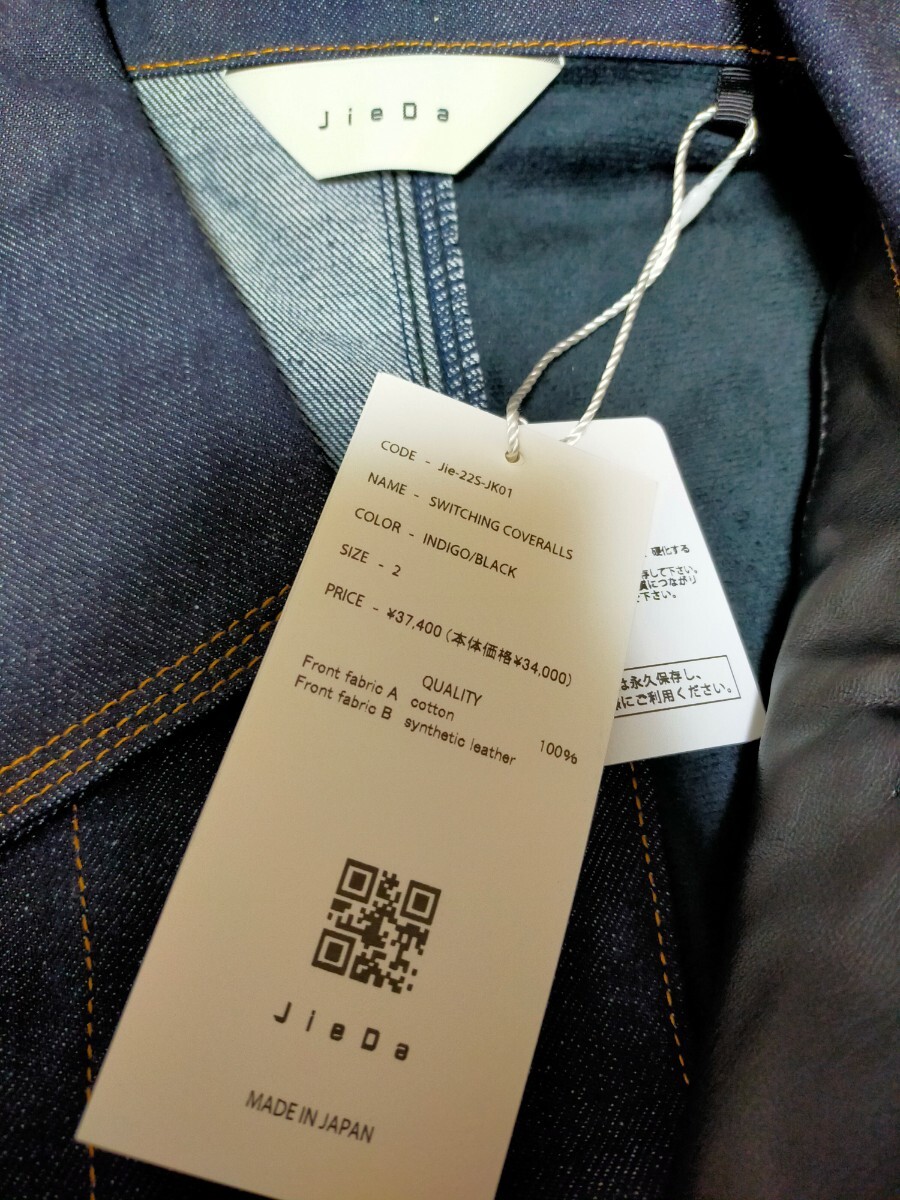 JieDa
CODE - Jie-22S-JK01
NAME - SWITCHING COVERALLS
COLOR - INDIGO/BLACK
SIZE - 2
PRICE - ¥37,400 (本体価格¥34,000)
QUALITY
Front fabric A cotton 100%
Front fabric B synthetic leather
JieDa
MADE IN JAPAN
硬化する
存して下さい。
につながり
下さい。
は永久保存し、
にご利用ください。